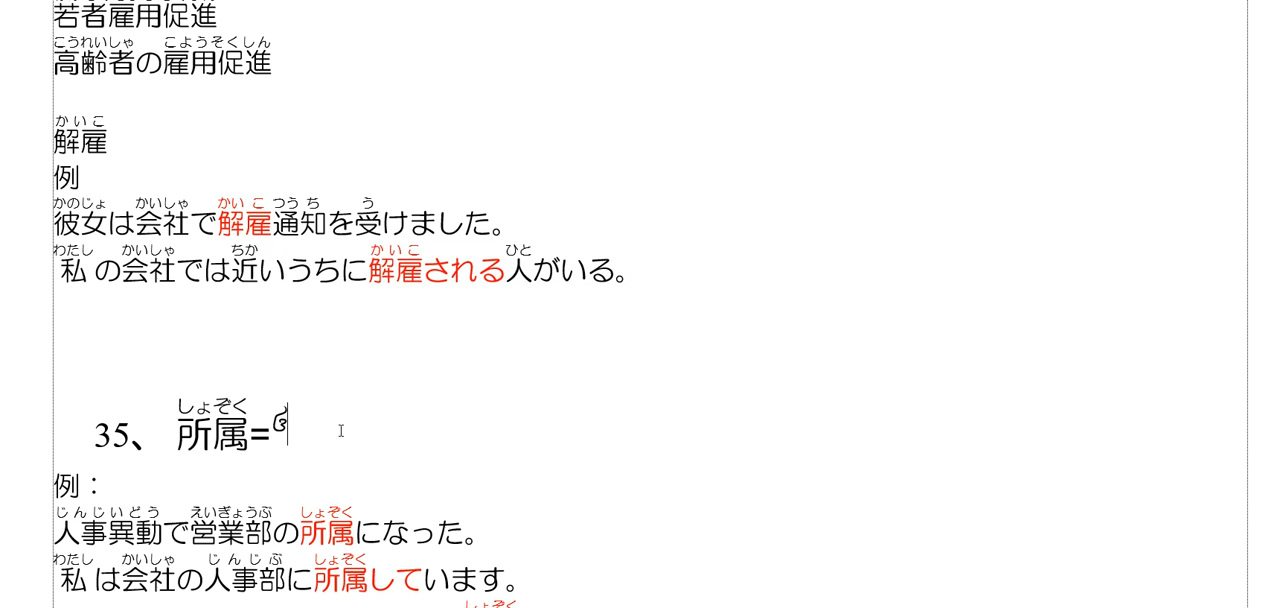 若者雇用促進
こうれいしゃ こようそくしん
高齢者の雇用促進
かいこ
解雇
例
かのじょ かいしゃ かいこ つうち う
彼女は会社で解雇通知を受けました。
わたし かいしゃ ちか かいこ ひと
私の会社では近いうちに解雇される人がいる。
しょぞく
35、 所属=
例：
じんじいどう えいぎょうぶ しょぞく
人事異動で営業部の所属になった。
わたし かいしゃ じんじぶ しょぞく
私は会社の人事部に所属しています。
しょぞく